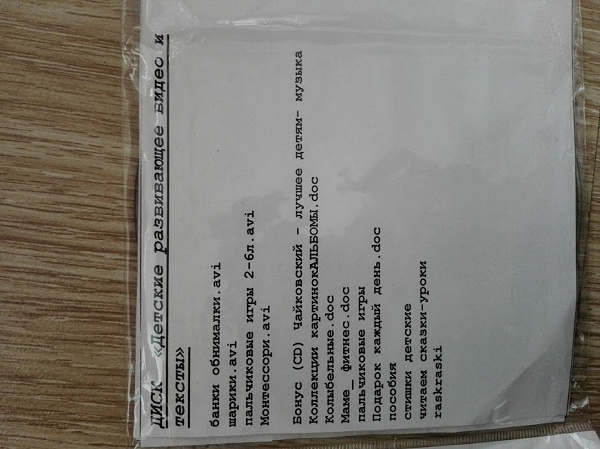 ДИСК «Детские развивающее видео и
тексты»
банки обнималки.avi
шарики.avi
пальчиковые игры 2-6л.avi
Монтессори.avi
Бонус (CD) Чайковский - лучшее детям- музыка
Коллекции картинокАЛЬБОМЫ.doc
Колыбельные.doc
Маме_ фитнес.doc
пальчиковые игры
Подарок каждый день.doc
пособия
стишки детские
читаем сказки-уроки
raskraski